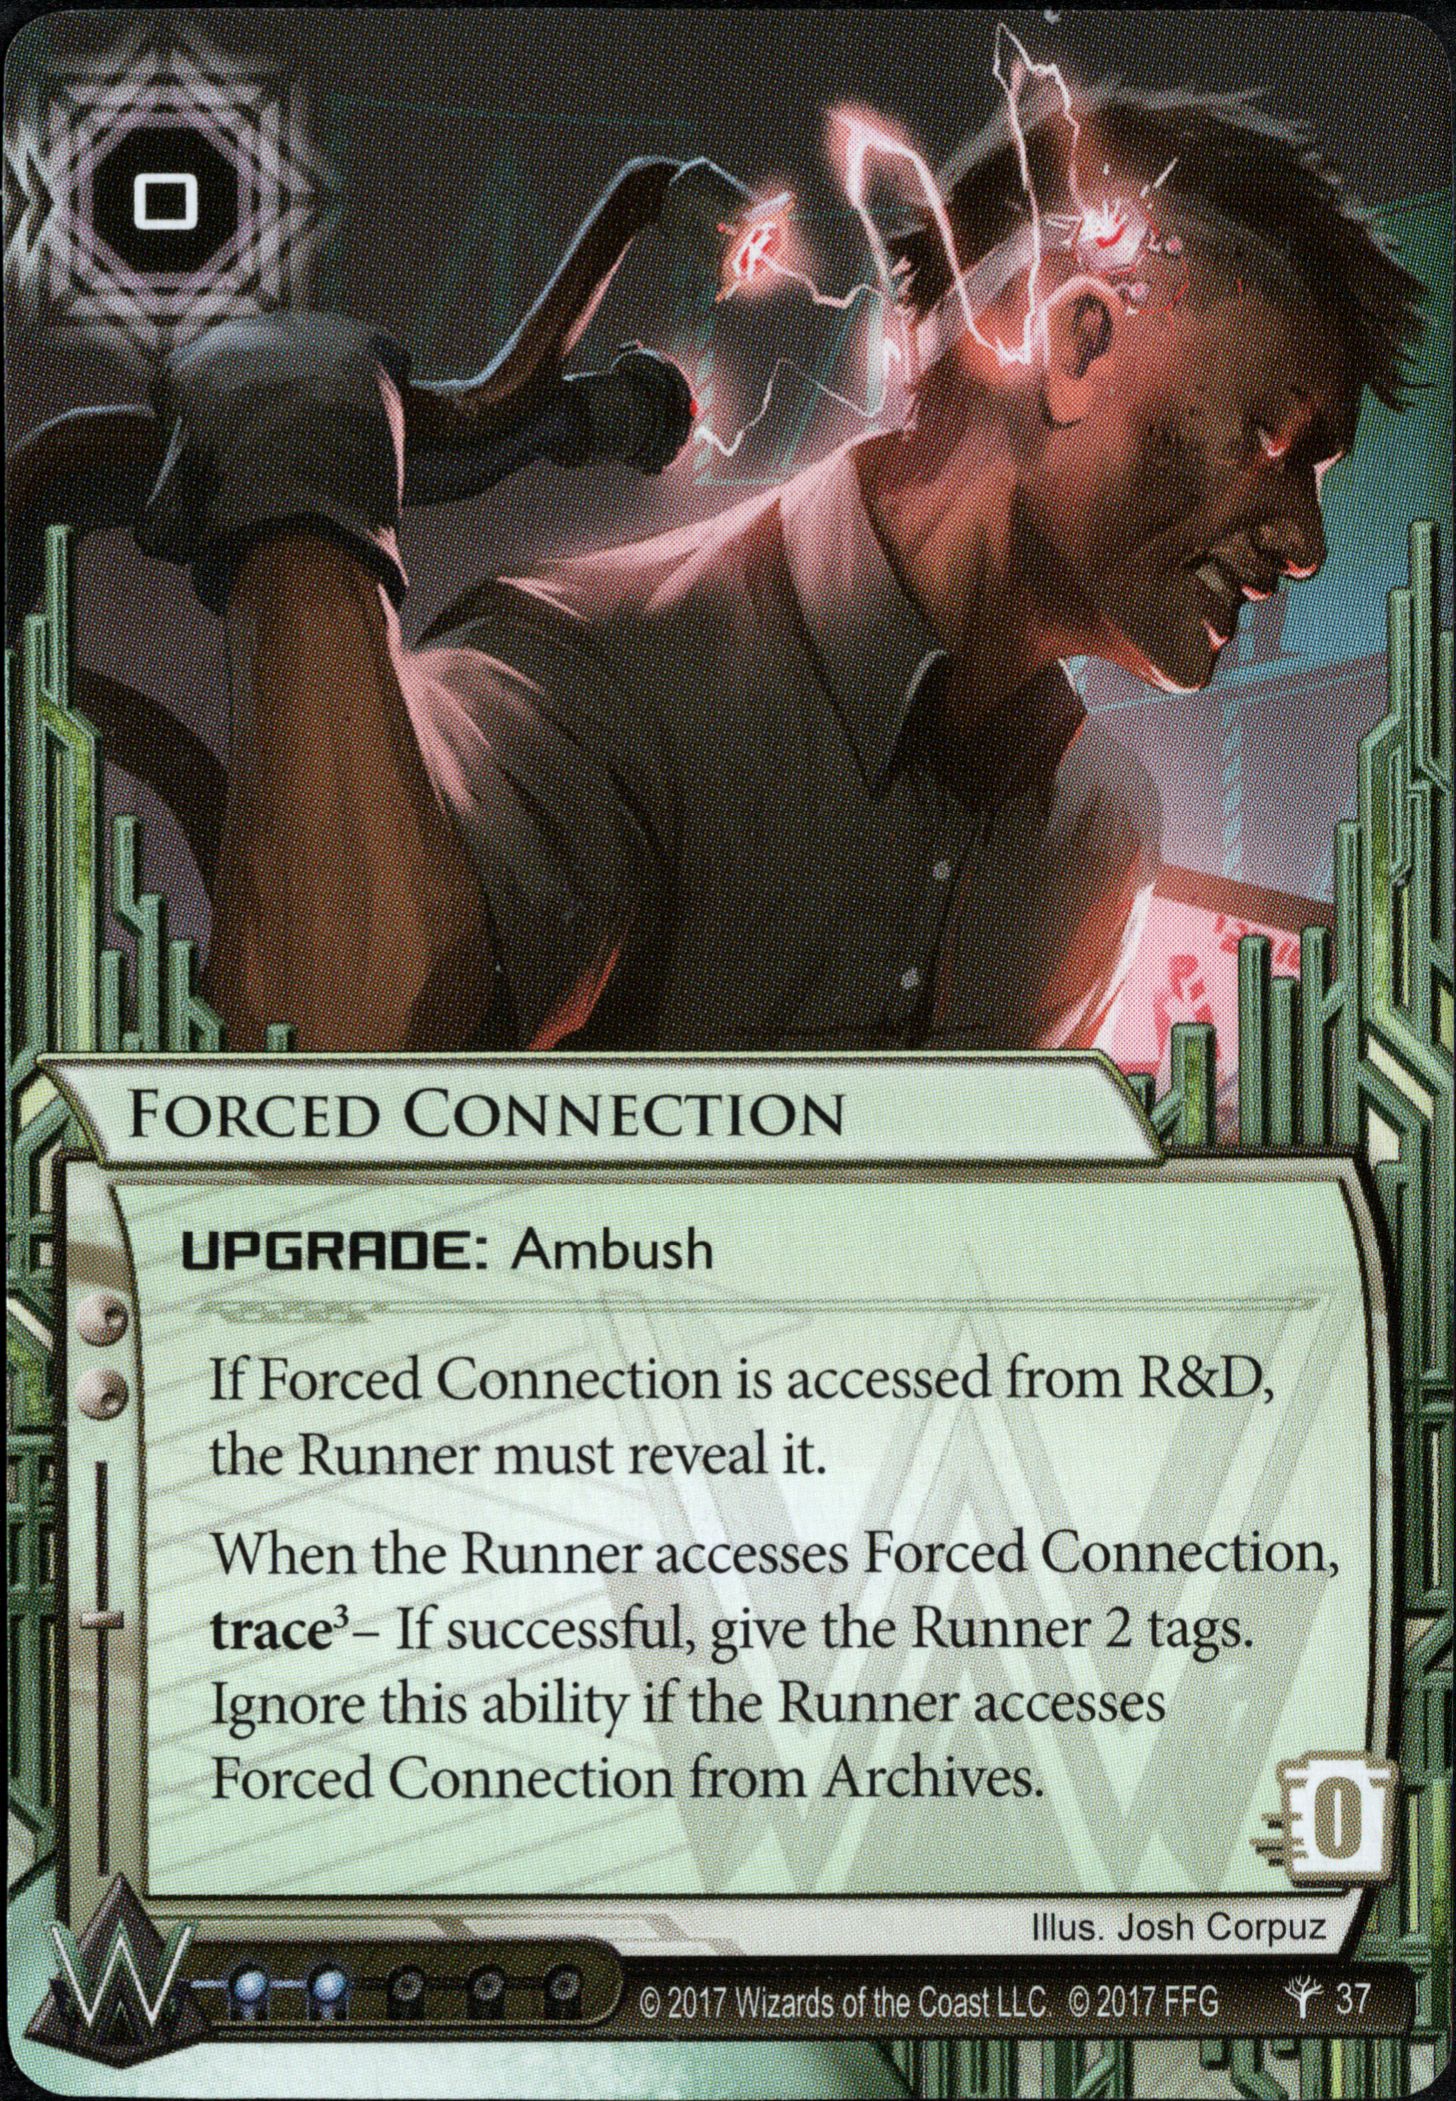 0
FORCED CONNECTION
UPGRADE: Ambush
If Forced Connection is accessed from R&D,
the Runner must reveal it.
When the Runner accesses Forced Connection,
trace³– If successful, give the Runner 2 tags.
Ignore this ability if the Runner accesses
Forced Connection from Archives.
0
Illus. Josh Corpuz
W
© 2017 Wizards of the Coast LLC. © 2017 FFG 37